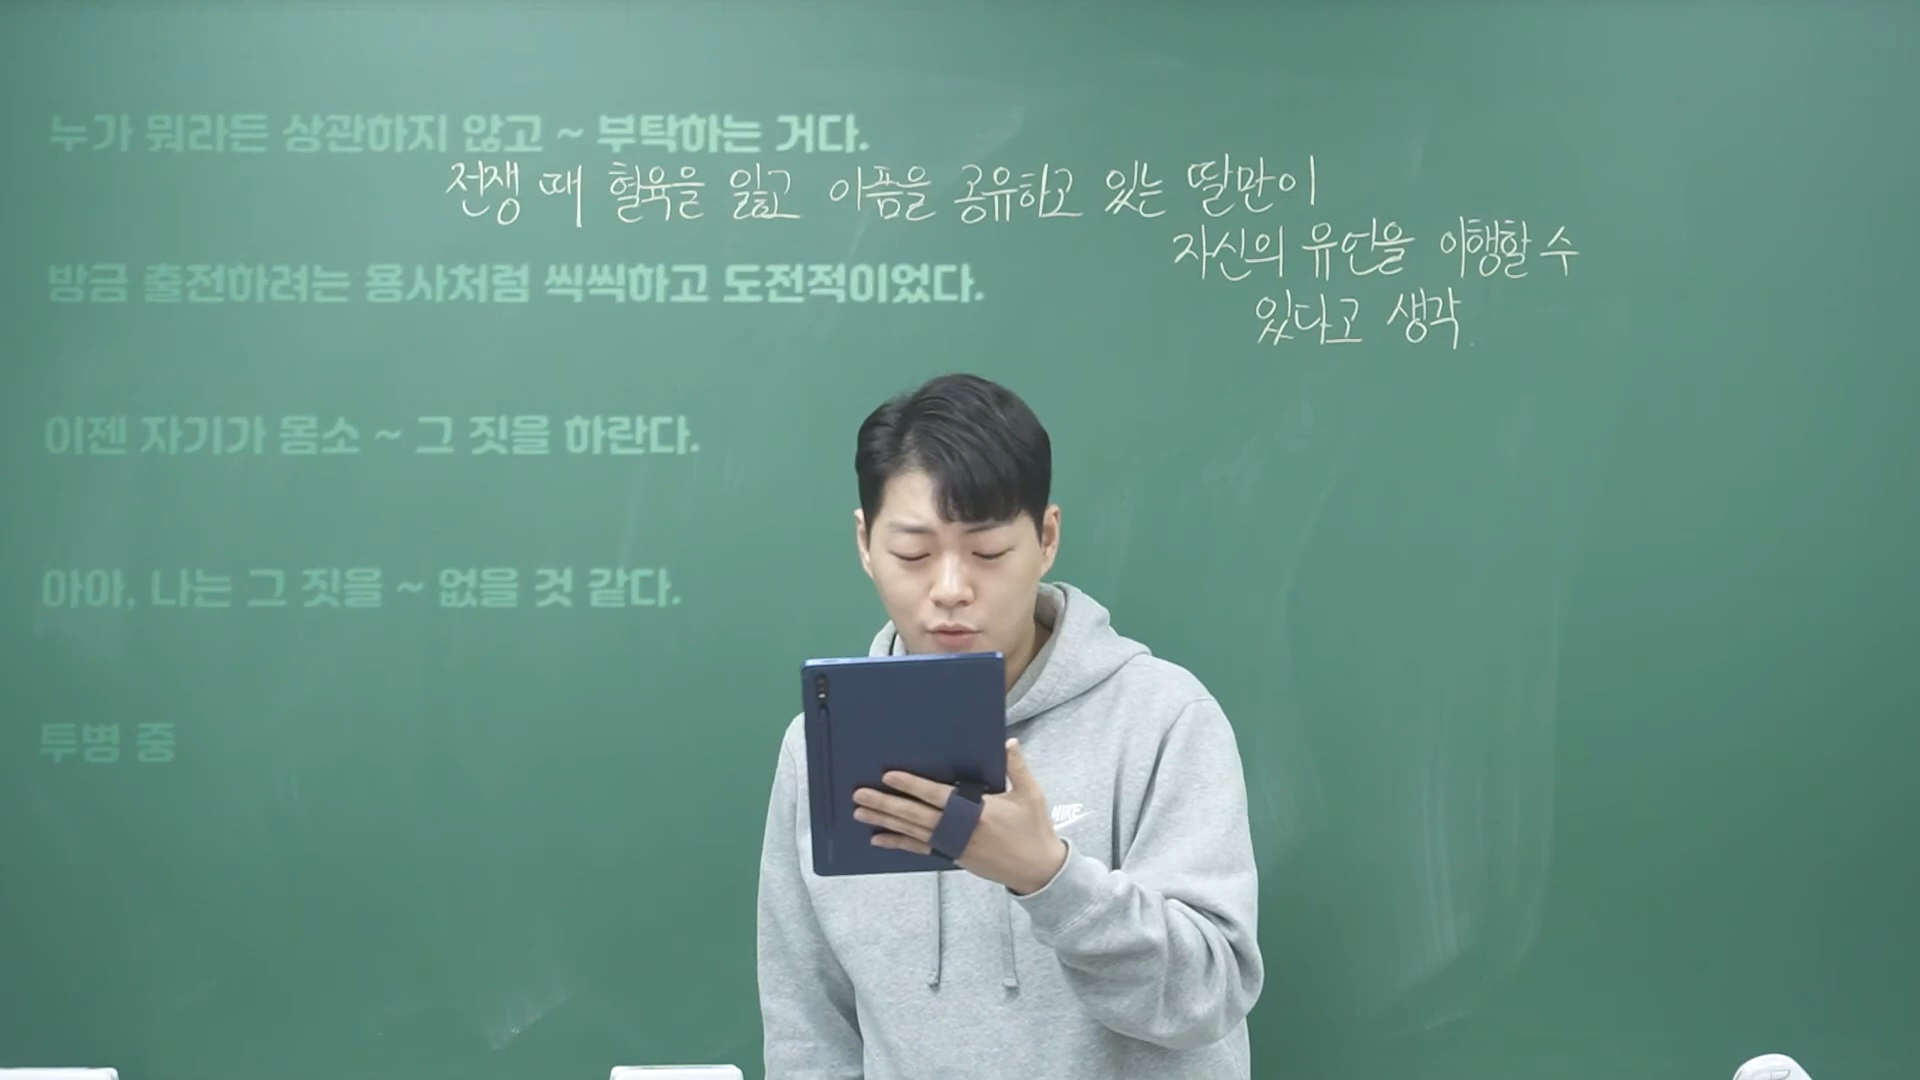 누가 뭐라든 상관하지 않고 ~ 부탁하는 거다.
전쟁 때 혈육을 잃고 아픔을 공유하고 있는 딸만이
자신의 유언을 이행할 수
있다고 생각.
방금 출전하려는 용사처럼 씩씩하고 도전적이었다.
이젠 자기가 몸소 ~ 그 짓을 하란다.
아아, 나는 그 짓을 ~ 없을 것 같다.
투병 중
NIKE